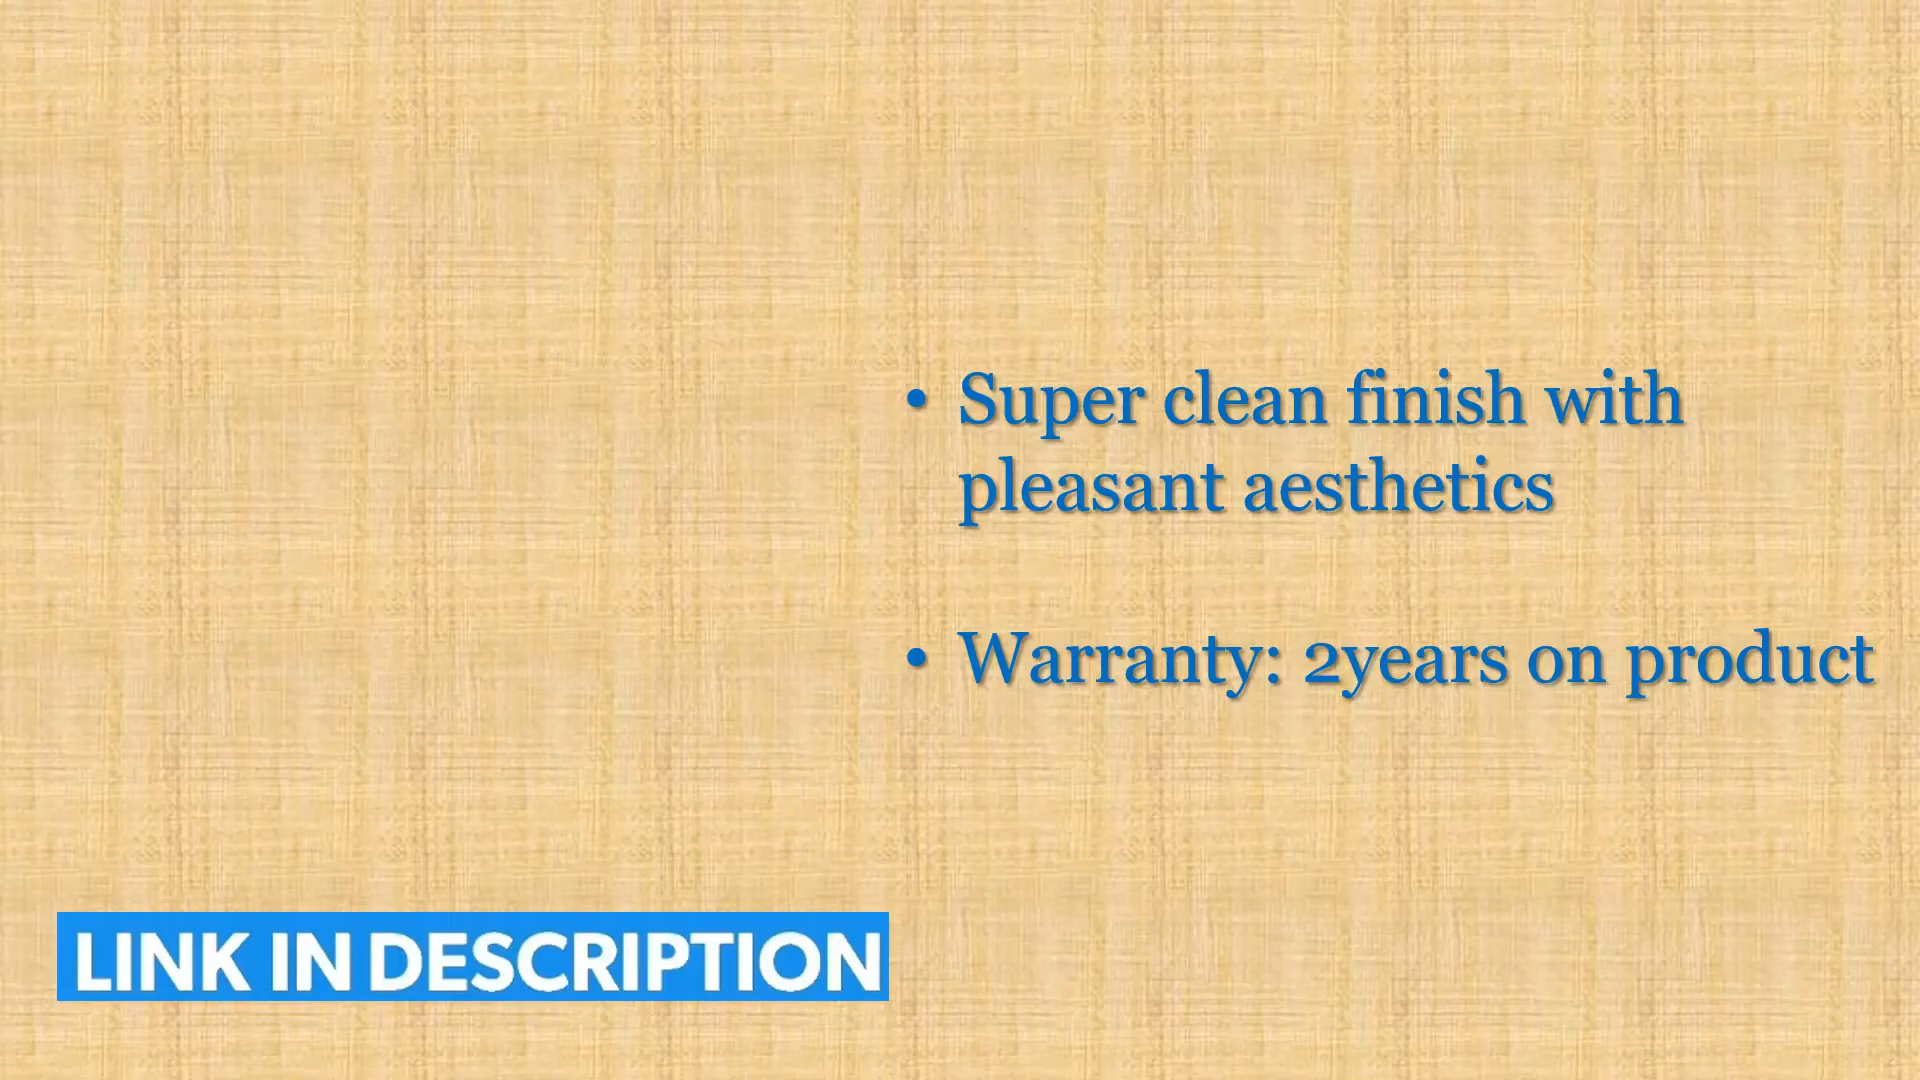 • Super clean finish with
pleasant aesthetics
• Warranty: 2years on product
LINK IN DESCRIPTION